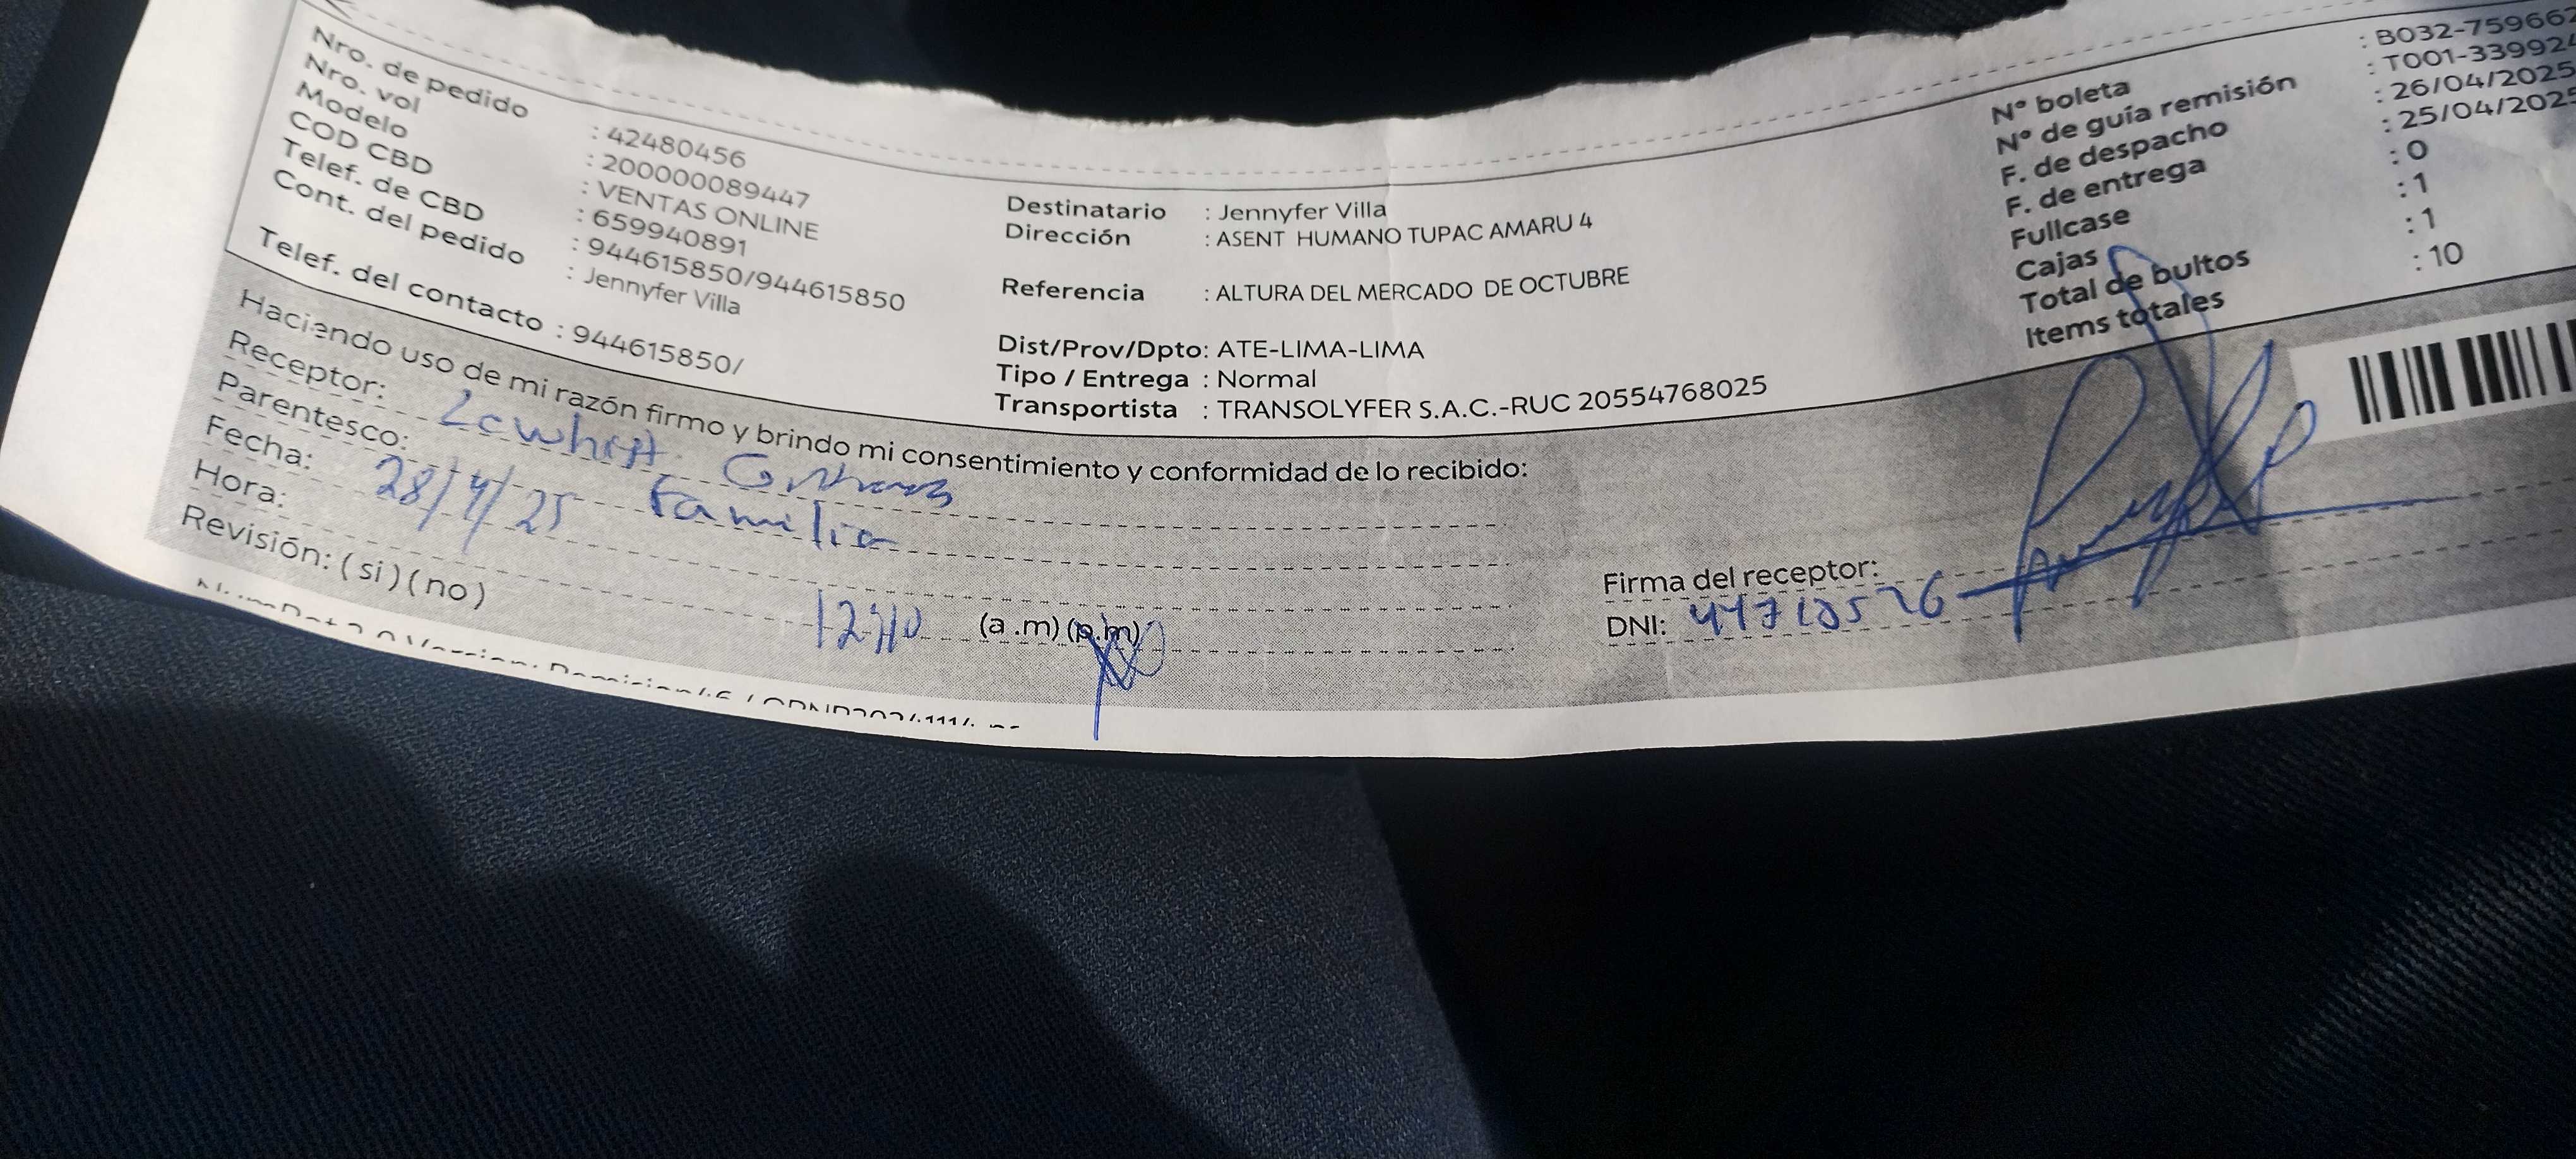 Nro. de pedido : 42480456
Nro. vol : 200000089447
Modelo : VENTAS ONLINE
COD CBD : 659940891
Telef. de CBD : 944615850/944615850
Cont. del pedido : Jennyfer Villa
Telef. del contacto : 944615850/
Destinatario : Jennyfer Villa
Dirección : ASENT HUMANO TUPAC AMARU 4
Referencia : ALTURA DEL MERCADO DE OCTUBRE
Dist/Prov/Dpto: ATE-LIMA-LIMA
Tipo / Entrega : Normal
Transportista : TRANSOLYFER S.A.C.-RUC 20554768025
N° boleta : B032-759662
N° de guía remisión : T001-339924
F. de despacho : 26/04/2025
F. de entrega : 25/04/2025
Fullcase : 0
Cajas : 1
Total de bultos : 1
Items totales : 10
Haciendo uso de mi razón firmo y brindo mi consentimiento y conformidad de lo recibido:
Receptor:
Parentesco: Familia
Fecha: 28/4/25
Hora: 12:10 (a.m) (p.m)
Revisión: (si) (no)
Firma del receptor:
DNI: